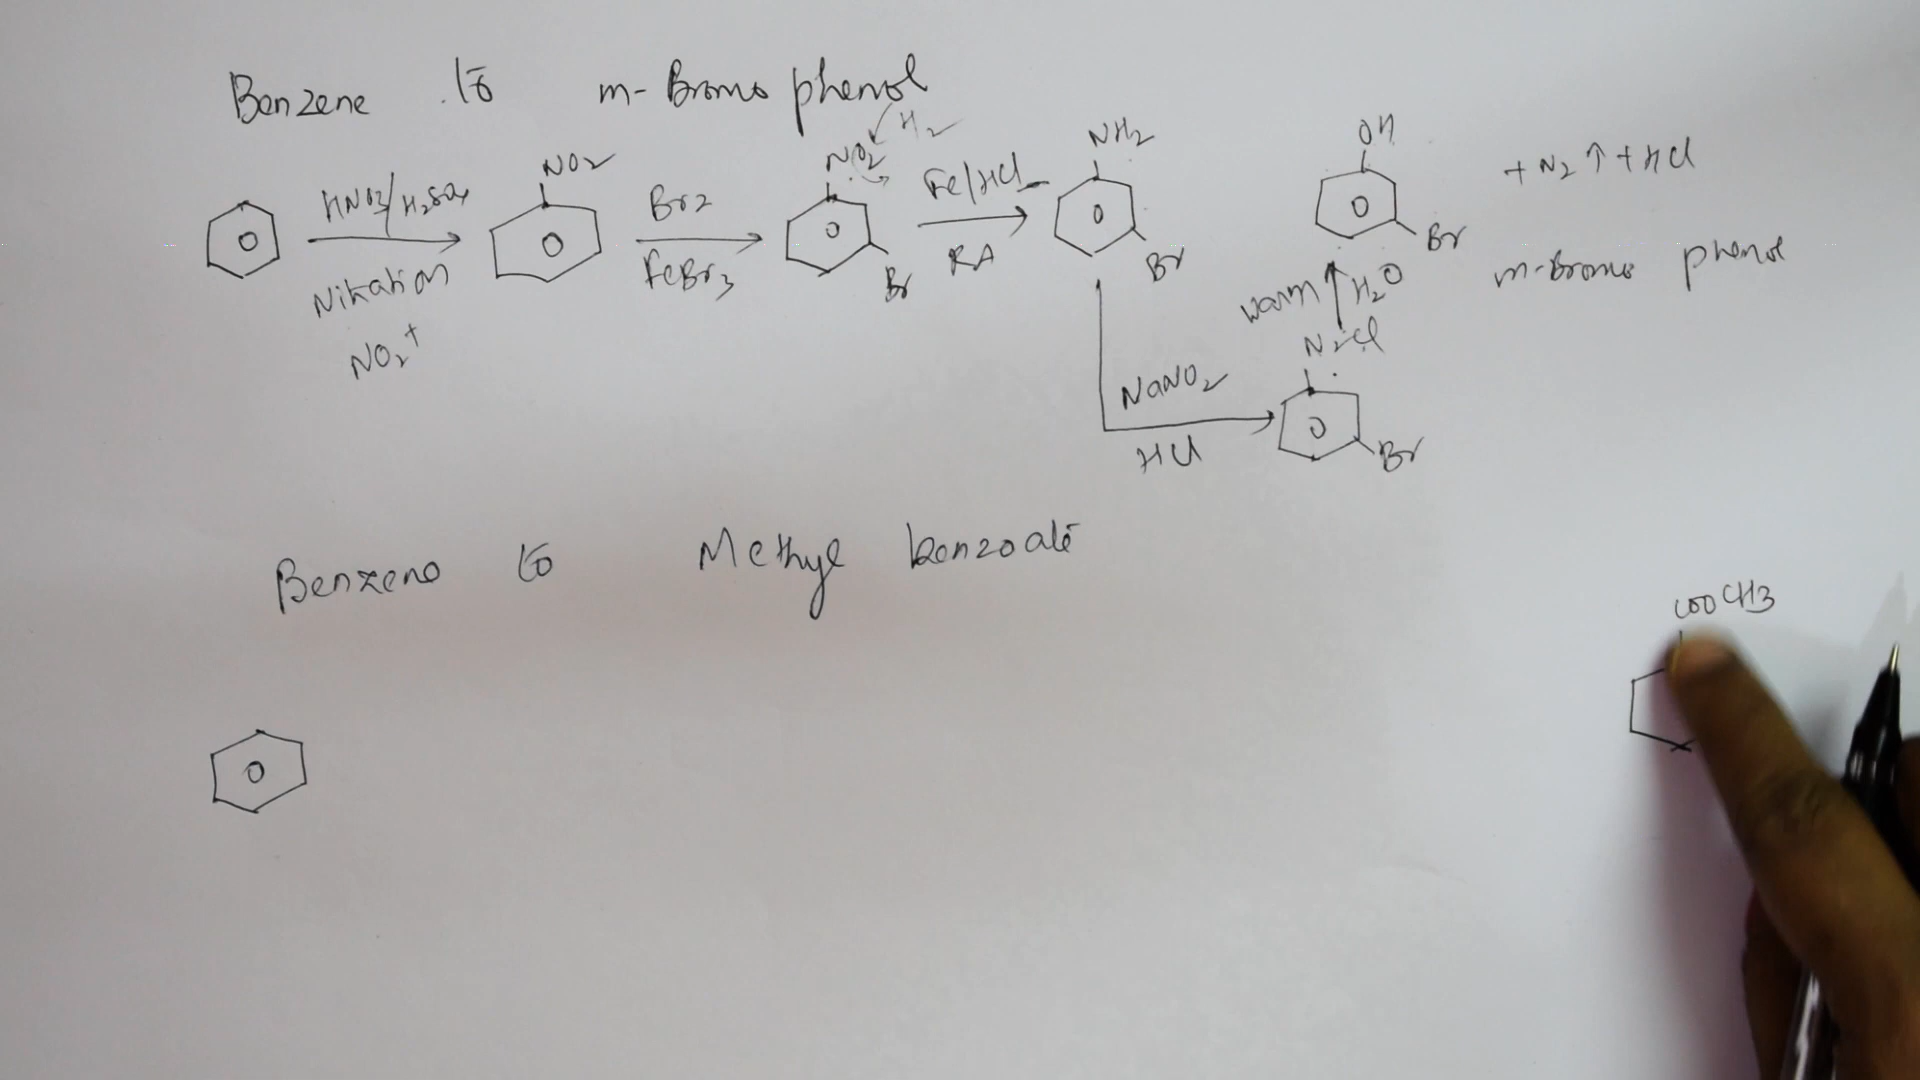 Benzene to m-Bromo phenol
HNO3/H2SO4
Nitration
NO2+
NO2
Br2
FeBr3
NO2
H2
Br
Fe/HCl
RA
NH2
Br
NaNO2
HCl
N2Cl
Br
warm
H2O
OH
Br
+ N2 ↑ + HCl
m-Bromo phenol
Benzene to Methyl benzoate
COOCH3